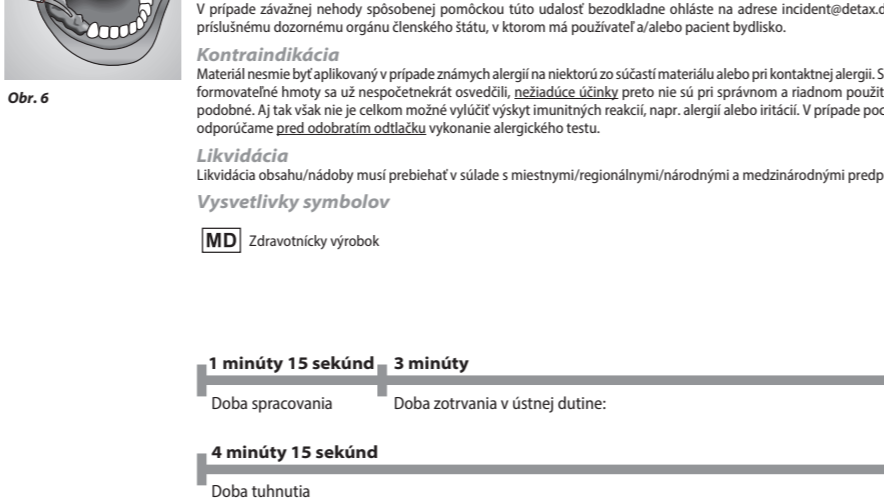 V prípade závažnej nehody spôsobenej pomôckou túto udalosť bezodkladne ohláste na adrese incident@detax.d
príslušnému dozornému orgánu členského štátu, v ktorom má používateľ a/alebo pacient bydlisko.
Kontraindikácia
Materiál nesmie byť aplikovaný v prípade známych alergií na niektorú zo súčastí materiálu alebo pri kontaktnej alergii. S
formovateľné hmoty sa už nespočetnekrát osvedčili, nežiadúce účinky preto nie sú pri správnom a riadnom použit
podobné. Aj tak však nie je celkom možné vylúčiť výskyt imunitných reakcií, napr. alergií alebo iritácií. V prípade poc
odporúčame pred odobratím odtlačku vykonanie alergického testu.
Obr. 6
Likvidácia
Likvidácia obsahu/nádoby musí prebiehať v súlade s miestnymi/regionálnymi/národnými a medzinárodnými predp
Vysvetlivky symbolov
MD Zdravotnícky výrobok
1 minúty 15 sekúnd 3 minúty
Doba spracovania Doba zotrvania v ústnej dutine:
4 minúty 15 sekúnd
Doba tuhnutia